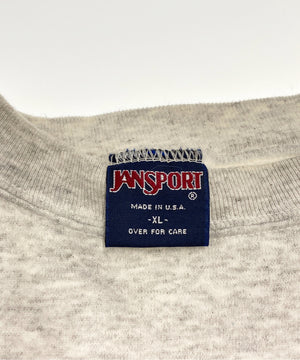 JANSPORT
®
MADE IN U.S.A.
-XL-
OVER FOR CARE